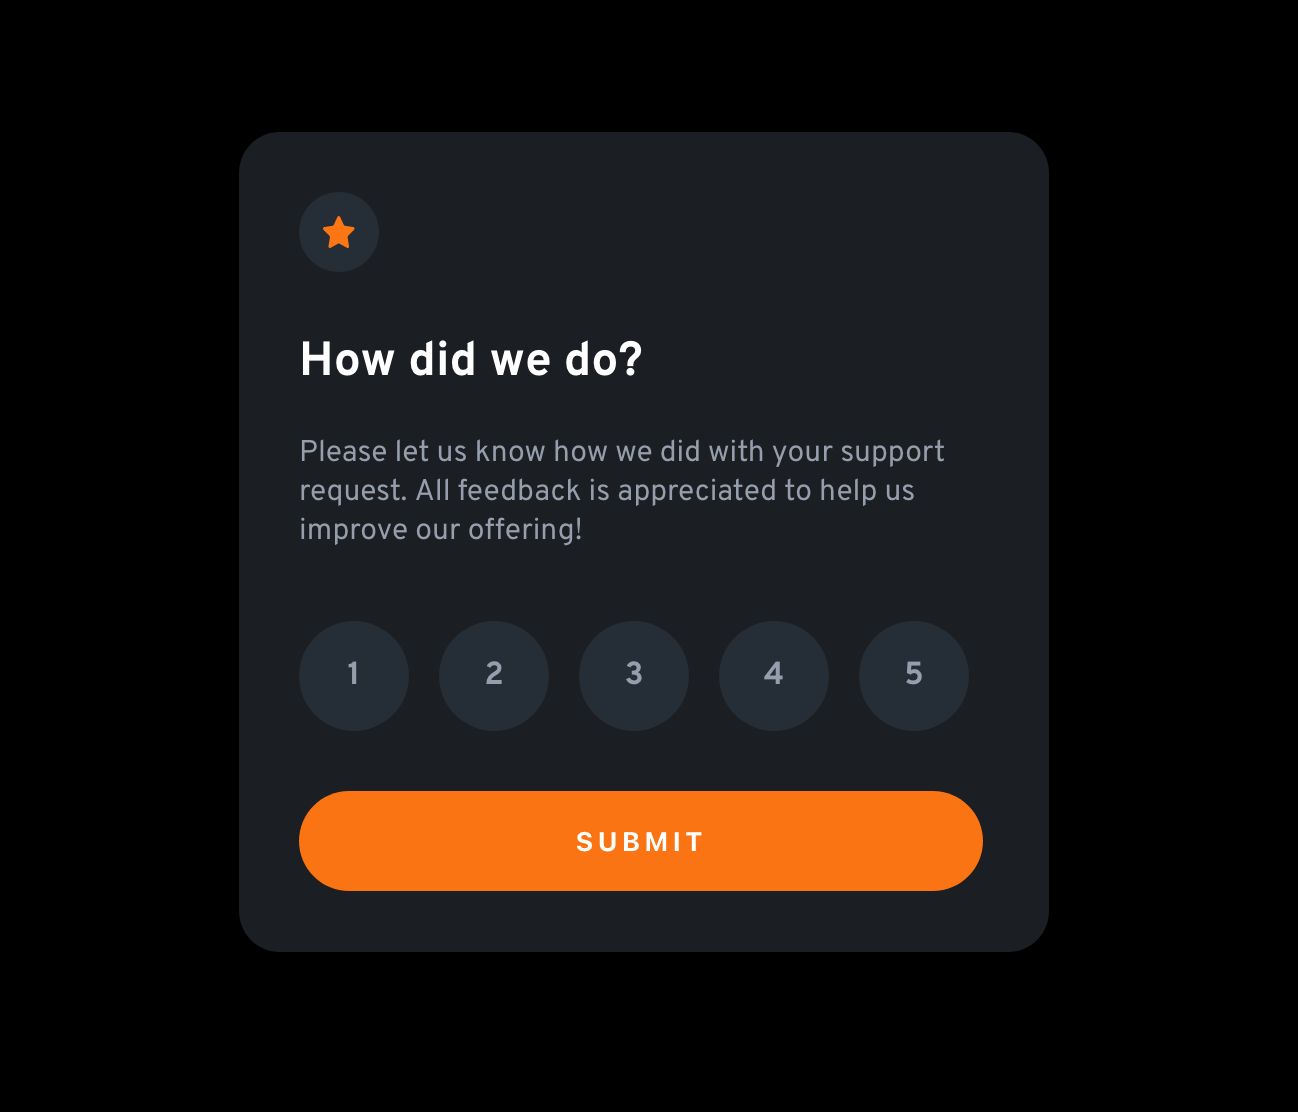 How did we do?
Please let us know how we did with your support
request. All feedback is appreciated to help us
improve our offering!
1 2 3 4 5
SUBMIT